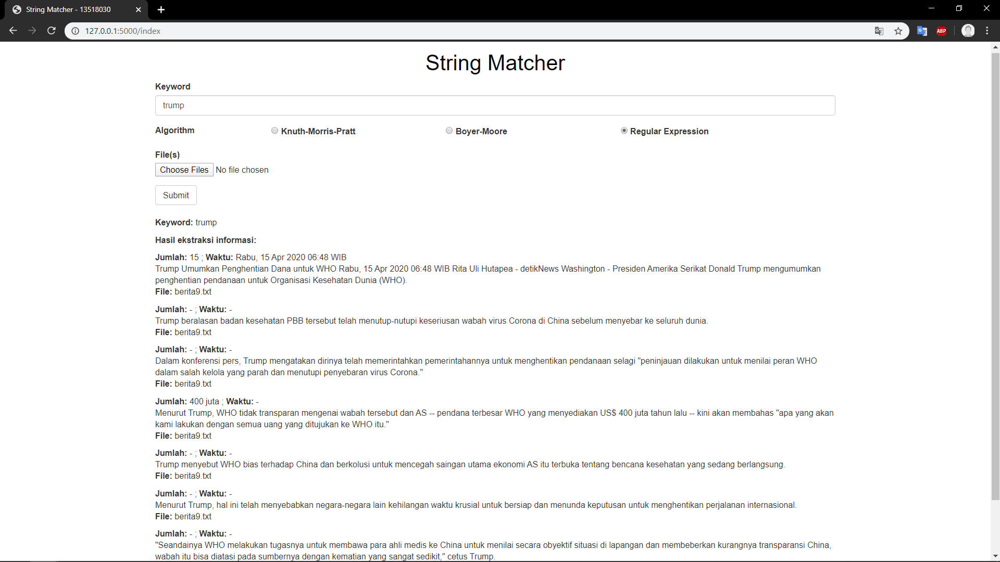 String Matcher - 13518030
127.0.0.1:5000/index
ABP
String Matcher
Keyword
trump
Algorithm Knuth-Morris-Pratt Boyer-Moore Regular Expression
File(s)
Choose Files No file chosen
Submit
Keyword: trump
Hasil ekstraksi informasi:
Jumlah: 15 ; Waktu: Rabu, 15 Apr 2020 06:48 WIB
Trump Umumkan Penghentian Dana untuk WHO Rabu, 15 Apr 2020 06:48 WIB Rita Uli Hutapea - detikNews Washington - Presiden Amerika Serikat Donald Trump mengumumkan
penghentian pendanaan untuk Organisasi Kesehatan Dunia (WHO).
File: berita9.txt
Jumlah: - ; Waktu: -
Trump beralasan badan kesehatan PBB tersebut telah menutup-nutupi keseriusan wabah virus Corona di China sebelum menyebar ke seluruh dunia.
File: berita9.txt
Jumlah: - ; Waktu: -
Dalam konferensi pers, Trump mengatakan dirinya telah memerintahkan pemerintahannya untuk menghentikan pendanaan selagi "peninjauan dilakukan untuk menilai peran WHO
dalam salah kelola yang parah dan menutupi penyebaran virus Corona."
File: berita9.txt
Jumlah: 400 juta ; Waktu: -
Menurut Trump, WHO tidak transparan mengenai wabah tersebut dan AS -- pendana terbesar WHO yang menyediakan US$ 400 juta tahun lalu -- kini akan membahas "apa yang akan
kami lakukan dengan semua uang yang ditujukan ke WHO itu."
File: berita9.txt
Jumlah: - ; Waktu: -
Trump menyebut WHO bias terhadap China dan berkolusi untuk mencegah saingan utama ekonomi AS itu terbuka tentang bencana kesehatan yang sedang berlangsung.
File: berita9.txt
Jumlah: - ; Waktu: -
Menurut Trump, hal ini telah menyebabkan negara-negara lain kehilangan waktu krusial untuk bersiap dan menunda keputusan untuk menghentikan perjalanan internasional.
File: berita9.txt
Jumlah: - ; Waktu: -
"Seandainya WHO melakukan tugasnya untuk membawa para ahli medis ke China untuk menilai secara obyektif situasi di lapangan dan membeberkan kurangnya transparansi China,
wabah itu bisa diatasi pada sumbernya dengan kematian yang sangat sedikit," cetus Trump.